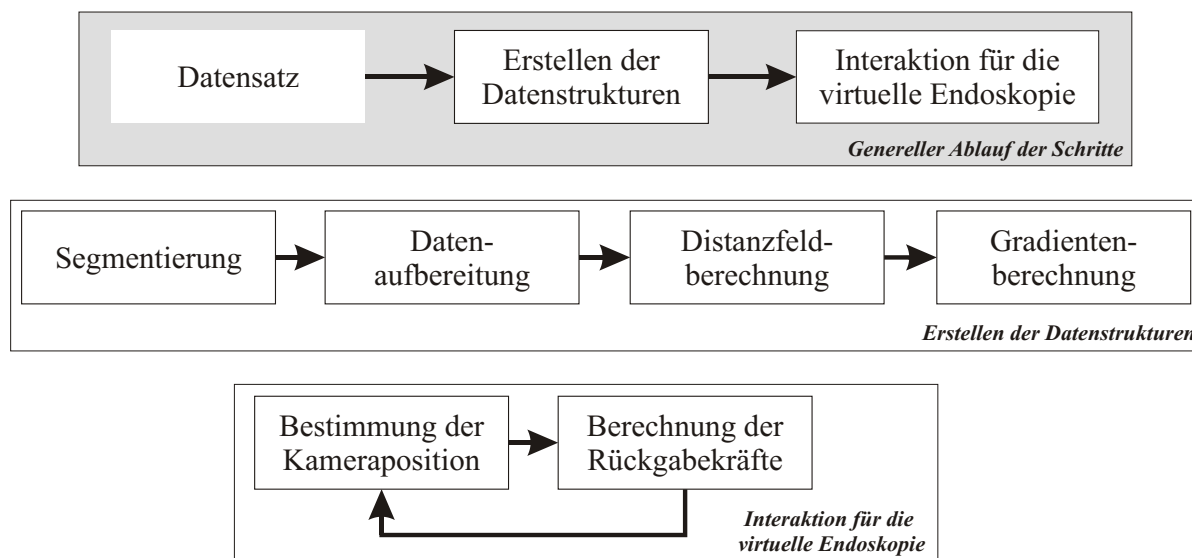 Datensatz
Erstellen der
Datenstrukturen
Interaktion für die
virtuelle Endoskopie
Genereller Ablauf der Schritte
Segmentierung
Daten-
aufbereitung
Distanzfeld-
berechnung
Gradienten-
berechnung
Erstellen der Datenstrukturen
Bestimmung der
Kameraposition
Berechnung der
Rückgabekräfte
Interaktion für die
virtuelle Endoskopie